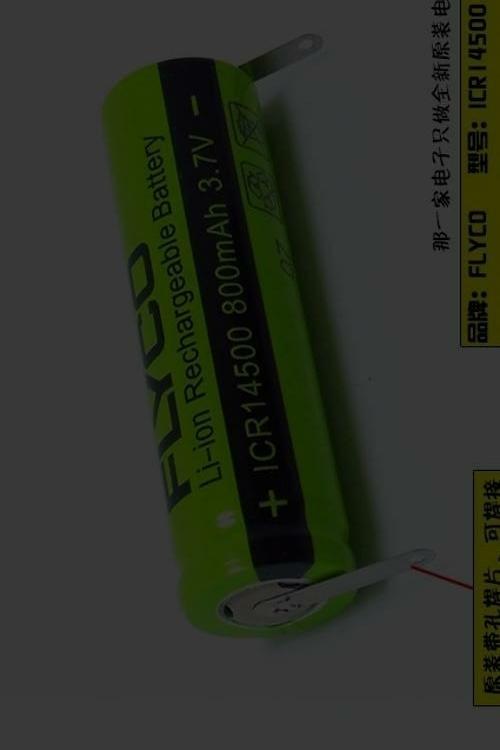 那一家电子只做全新原装电
品牌：FLYCO 型号：ICR14500
FLYCO
Li-ion Rechargeable Battery
+ ICR14500 800mAh 3.7V −
原装带孔焊片，可焊接